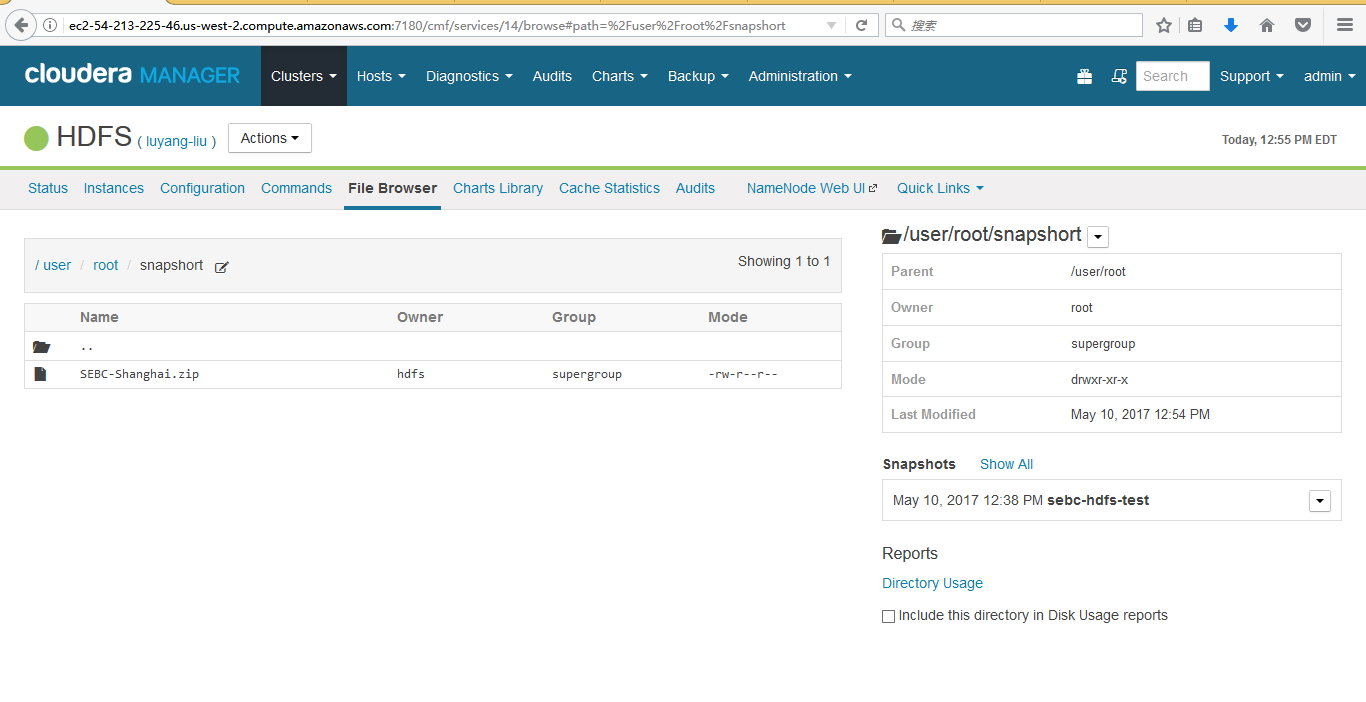 ec2-54-213-225-46.us-west-2.compute.amazonaws.com:7180/cmf/services/14/browse#path=%2Fuser%2Froot%2Fsnapshort 搜索
cloudera MANAGER Clusters Hosts Diagnostics Audits Charts Backup Administration Search Support admin
HDFS ( luyang-liu ) Actions Today, 12:55 PM EDT
Status Instances Configuration Commands File Browser Charts Library Cache Statistics Audits NameNode Web UI Quick Links
/ user / root / snapshort Showing 1 to 1
Name Owner Group Mode
..
SEBC-Shanghai.zip hdfs supergroup -rw-r--r--
/user/root/snapshort
Parent /user/root
Owner root
Group supergroup
Mode drwxr-xr-x
Last Modified May 10, 2017 12:54 PM
Snapshots Show All
May 10, 2017 12:38 PM sebc-hdfs-test
Reports
Directory Usage
Include this directory in Disk Usage reports